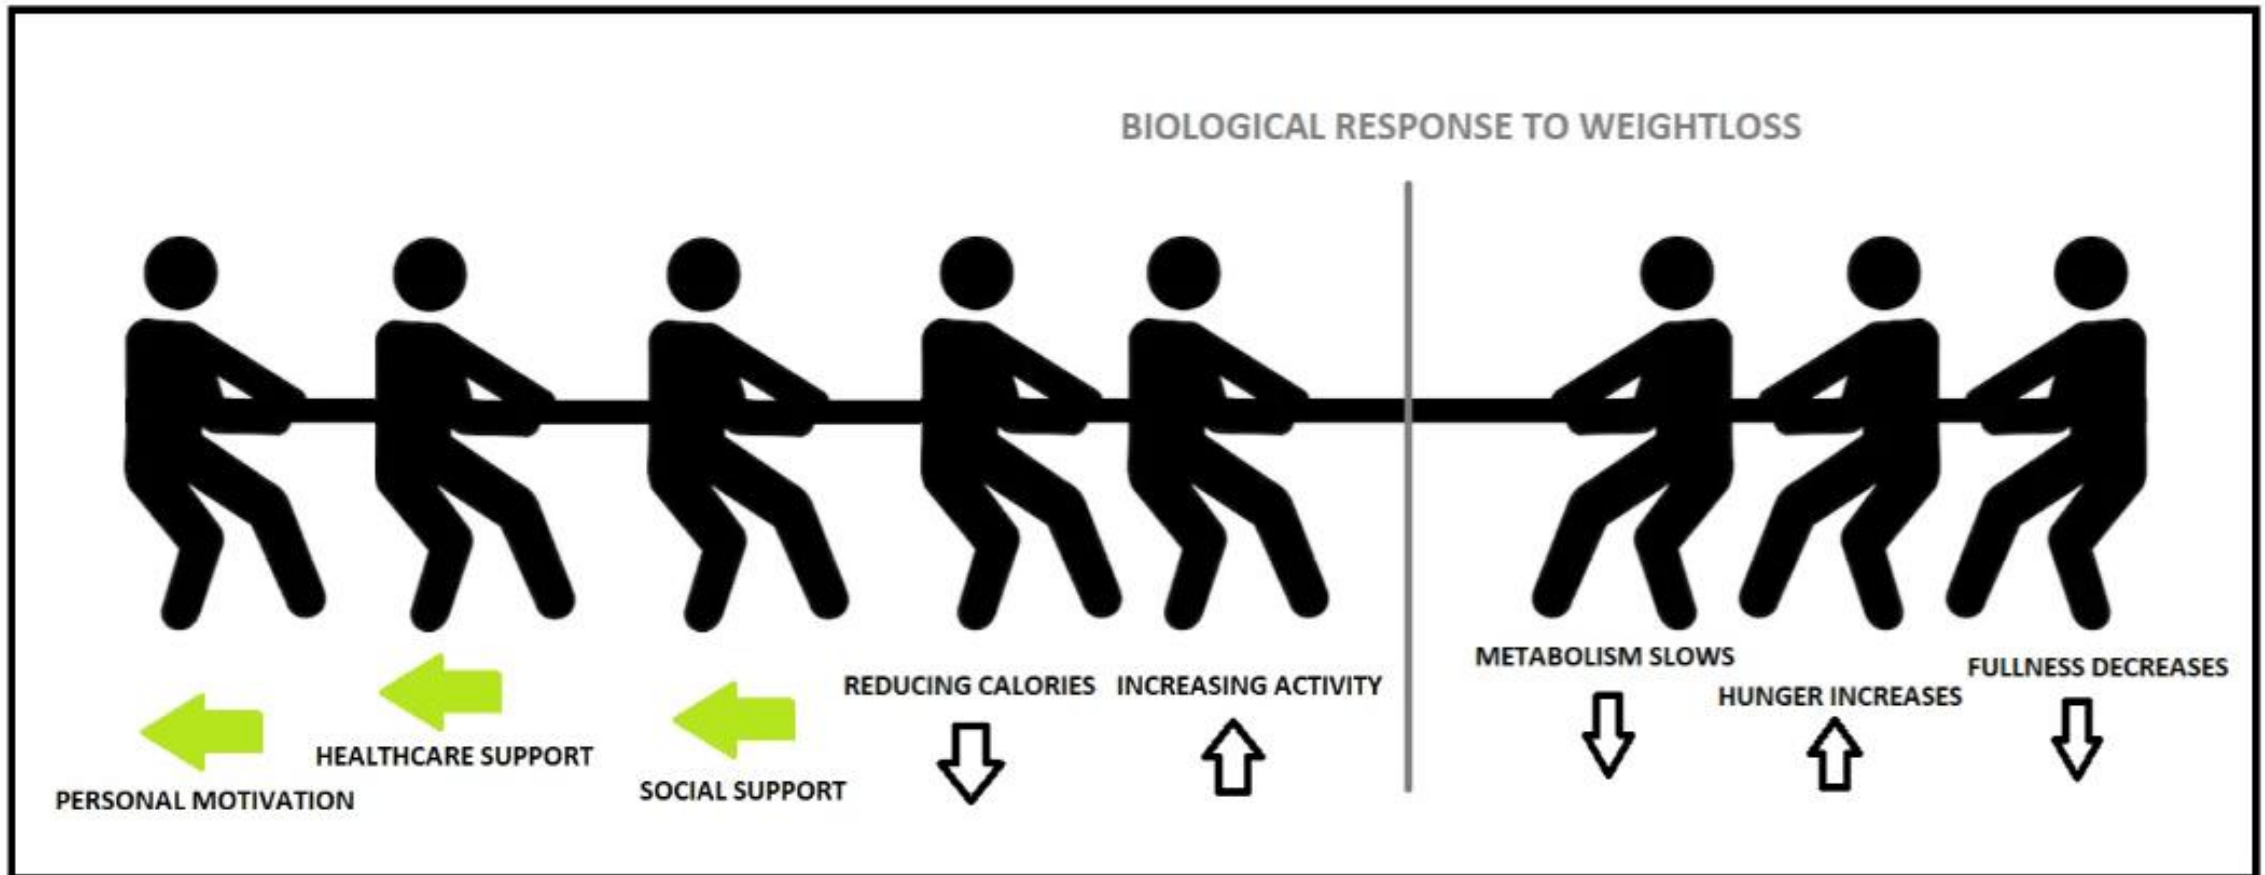 BIOLOGICAL RESPONSE TO WEIGHTLOSS
PERSONAL MOTIVATION
HEALTHCARE SUPPORT
SOCIAL SUPPORT
REDUCING CALORIES
INCREASING ACTIVITY
METABOLISM SLOWS
HUNGER INCREASES
FULLNESS DECREASES